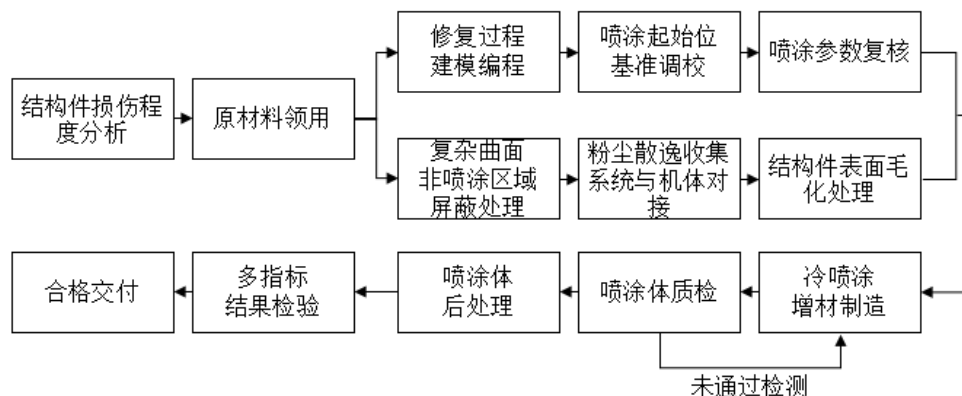 修复过程
建模编程
喷涂起始位
基准调校
喷涂参数复核
结构件损伤程
度分析
原材料领用
复杂曲面
非喷涂区域
屏蔽处理
粉尘散逸收集
系统与机体对
接
结构件表面毛
化处理
合格交付
多指标
结果检验
喷涂体
后处理
喷涂体质检
冷喷涂
增材制造
未通过检测